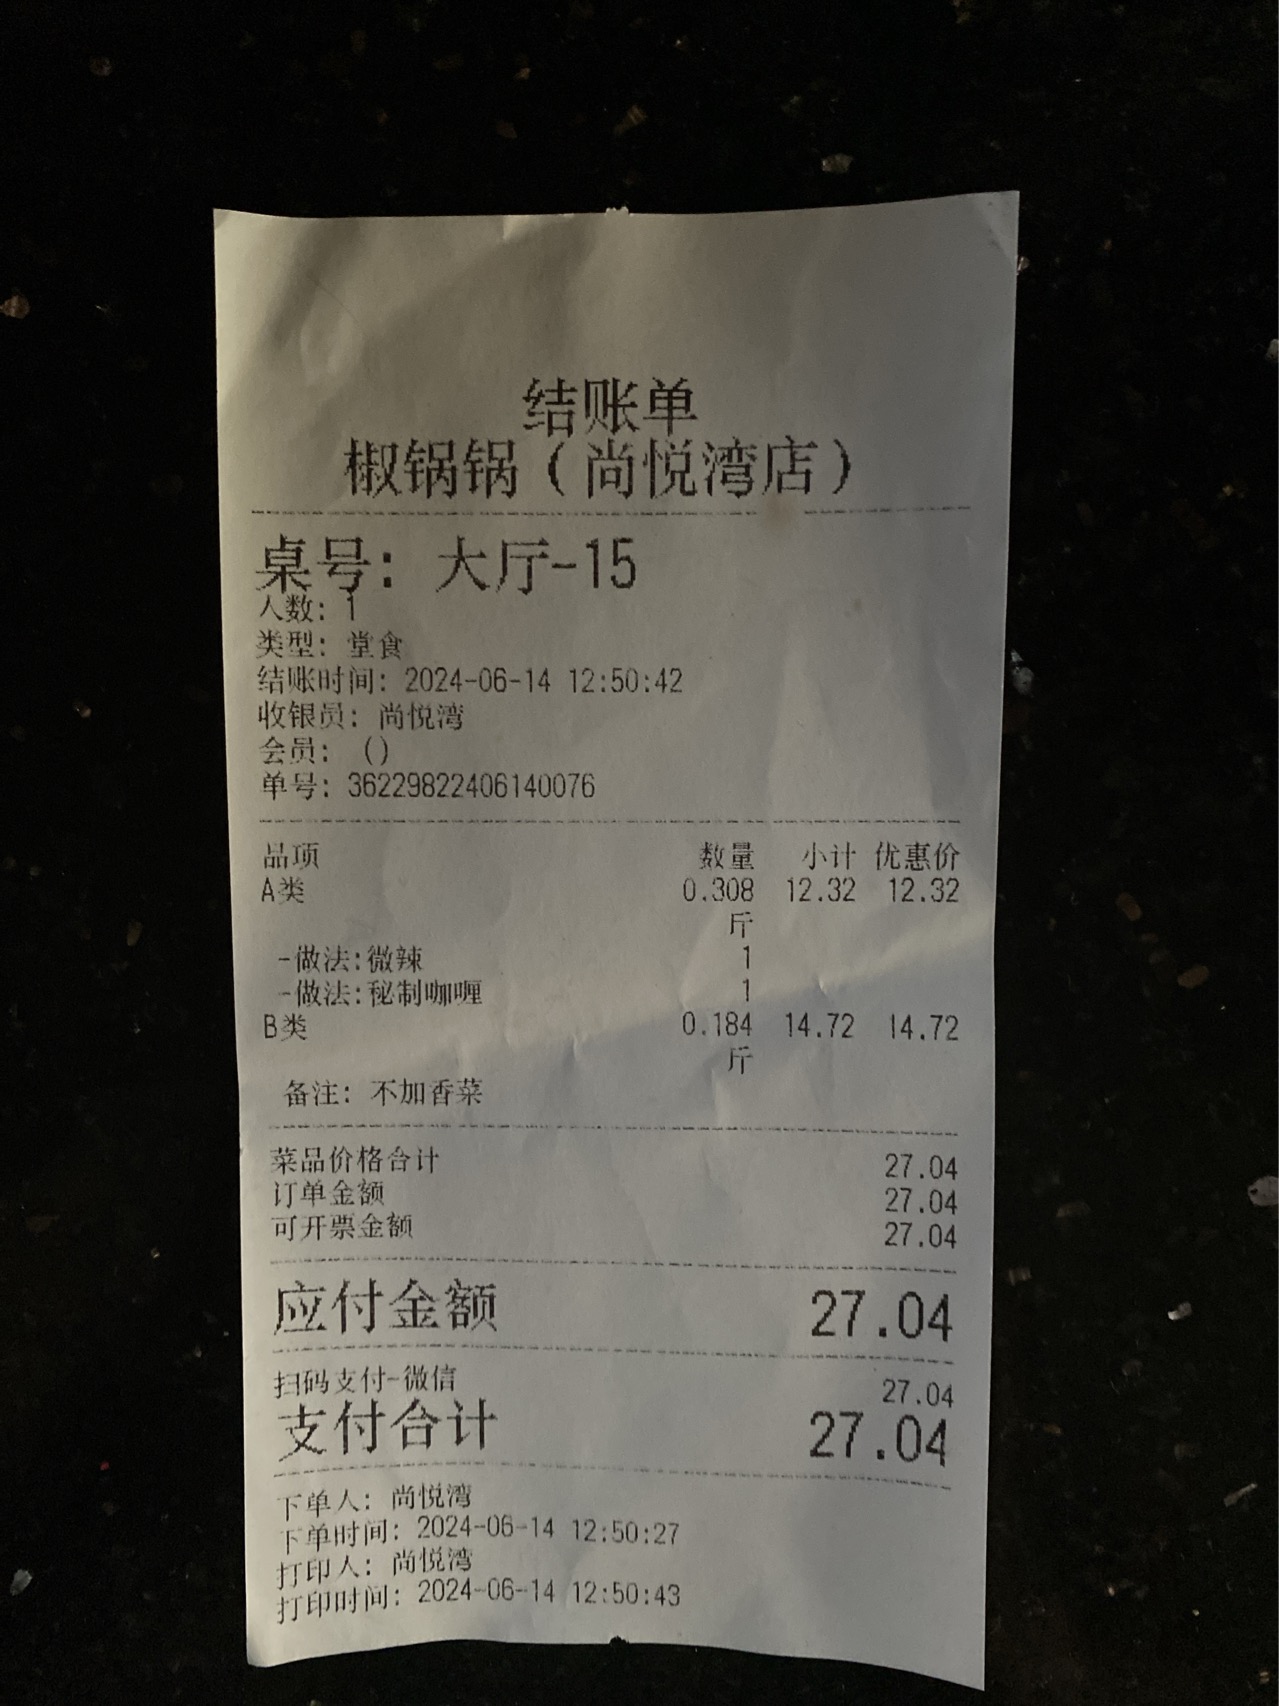 结账单
椒锅锅（尚悦湾店）
桌号：大厅-15
人数：1
类型：堂食
结账时间：2024-06-14 12:50:42
收银员：尚悦湾
会员：（）
单号：36229822406140076
品项 数量 小计 优惠价
A类 0.308 12.32 12.32
斤
-做法:微辣 1
-做法:秘制咖喱 1
B类 0.184 14.72 14.72
斤
备注：不加香菜
菜品价格合计 27.04
订单金额 27.04
可开票金额 27.04
应付金额 27.04
扫码支付-微信 27.04
支付合计 27.04
下单人：尚悦湾
下单时间：2024-06-14 12:50:27
打印人：尚悦湾
打印时间：2024-06-14 12:50:43